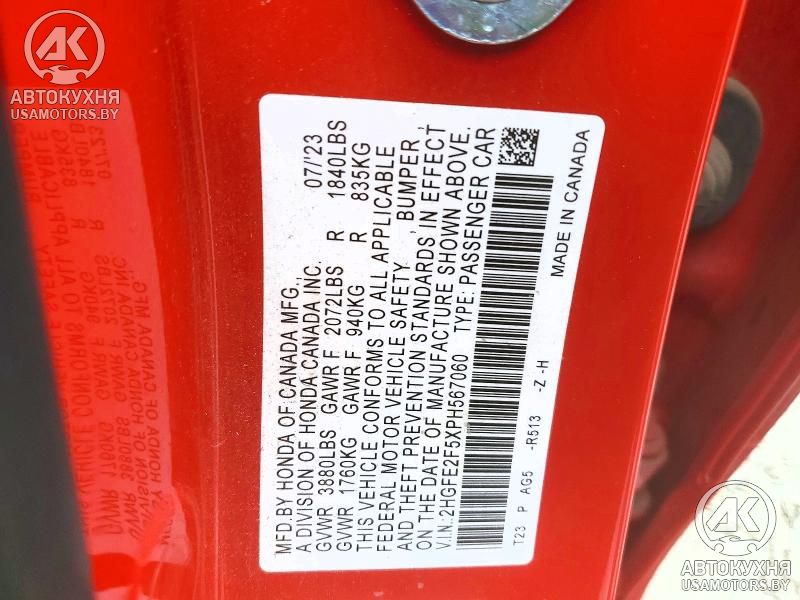 AK
АВТОКУХНЯ
USAMOTORS.BY
MFD.BY HONDA OF CANADA MFG., 07/'23
A DIVISION OF HONDA CANADA INC.
GVWR 3880LBS GAWR F 2072LBS R 1840LBS
GVWR 1760KG GAWR F 940KG R 835KG
THIS VEHICLE CONFORMS TO ALL APPLICABLE
FEDERAL MOTOR VEHICLE SAFETY, BUMPER,
AND THEFT PREVENTION STANDARDS, IN EFFECT
ON THE DATE OF MANUFACTURE SHOWN ABOVE.
V.I.N.:2HGFE2F5XPH567060 TYPE: PASSENGER CAR
T23 P AG5 -R513 -Z -H
MADE IN CANADA
AK
АВТОКУХНЯ
USAMOTORS.BY